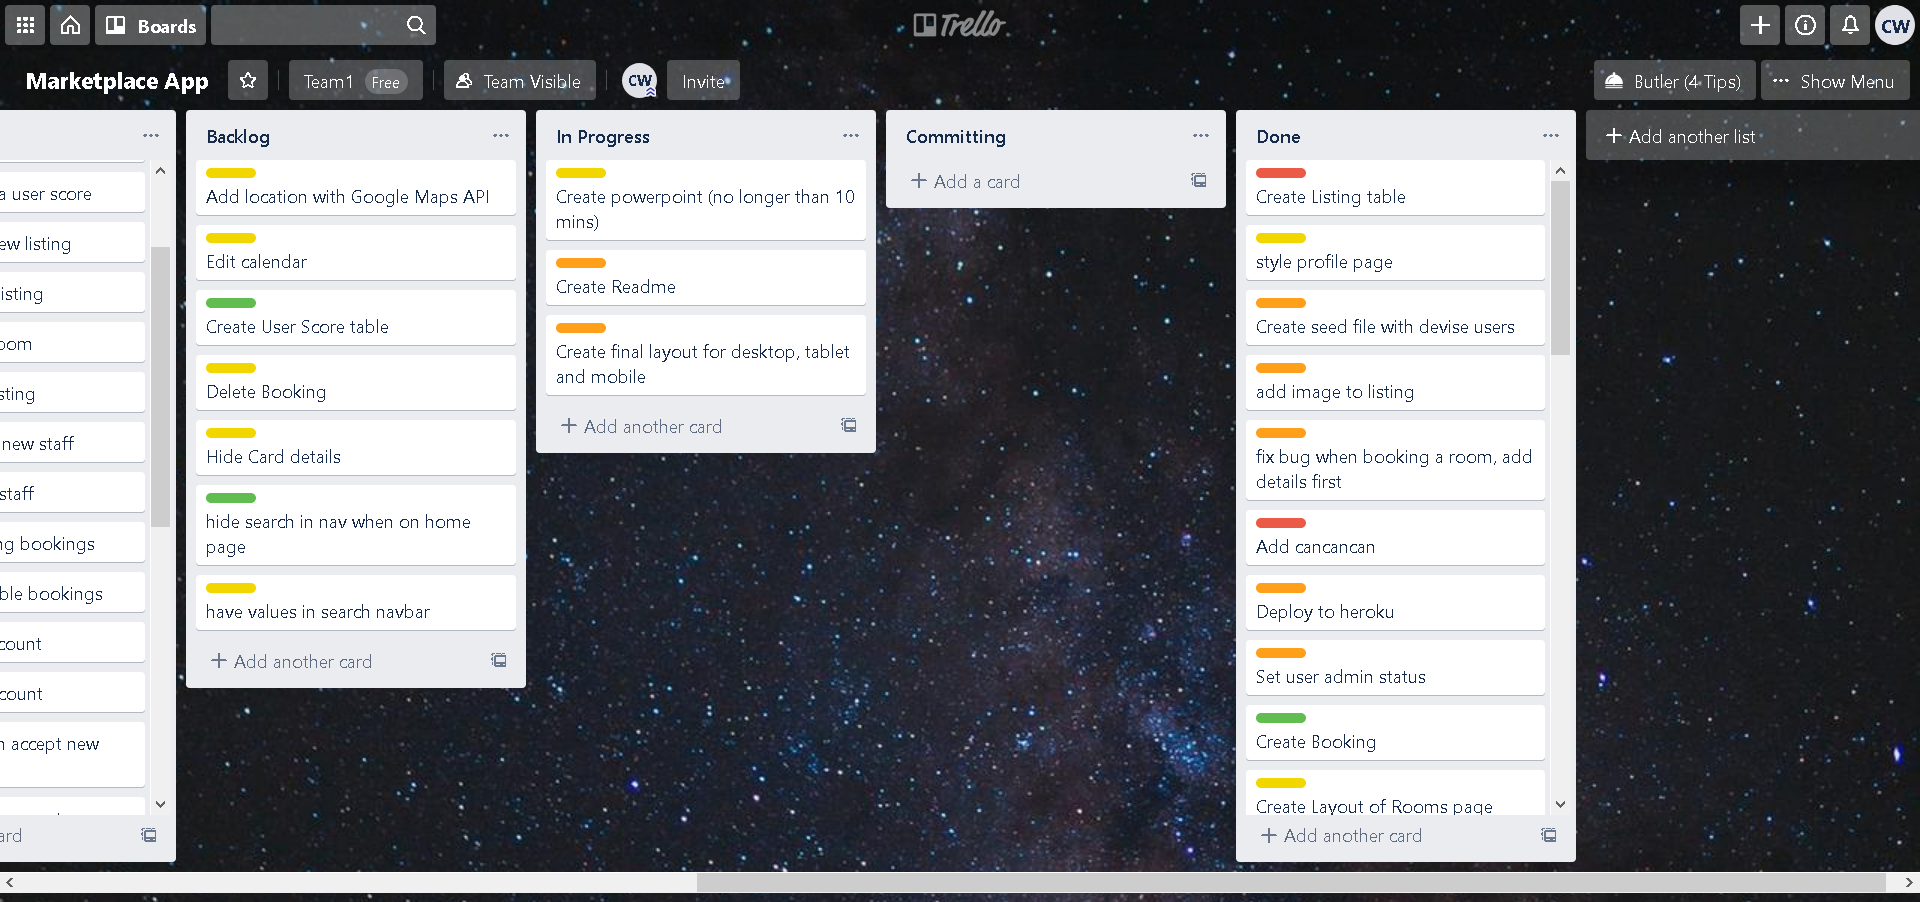 Boards
Trello
CW
Marketplace App
Team1 Free
Team Visible
CW
Invite
Butler (4 Tips)
Show Menu
a user score
ew listing
isting
oom
sting
new staff
staff
ng bookings
ble bookings
count
count
n accept new
ard
Backlog
Add location with Google Maps API
Edit calendar
Create User Score table
Delete Booking
Hide Card details
hide search in nav when on home
page
have values in search navbar
Add another card
In Progress
Create powerpoint (no longer than 10
mins)
Create Readme
Create final layout for desktop, tablet
and mobile
Add another card
Committing
Add a card
Done
Create Listing table
style profile page
Create seed file with devise users
add image to listing
fix bug when booking a room, add
details first
Add cancancan
Deploy to heroku
Set user admin status
Create Booking
Create Layout of Rooms page
Add another card
Add another list